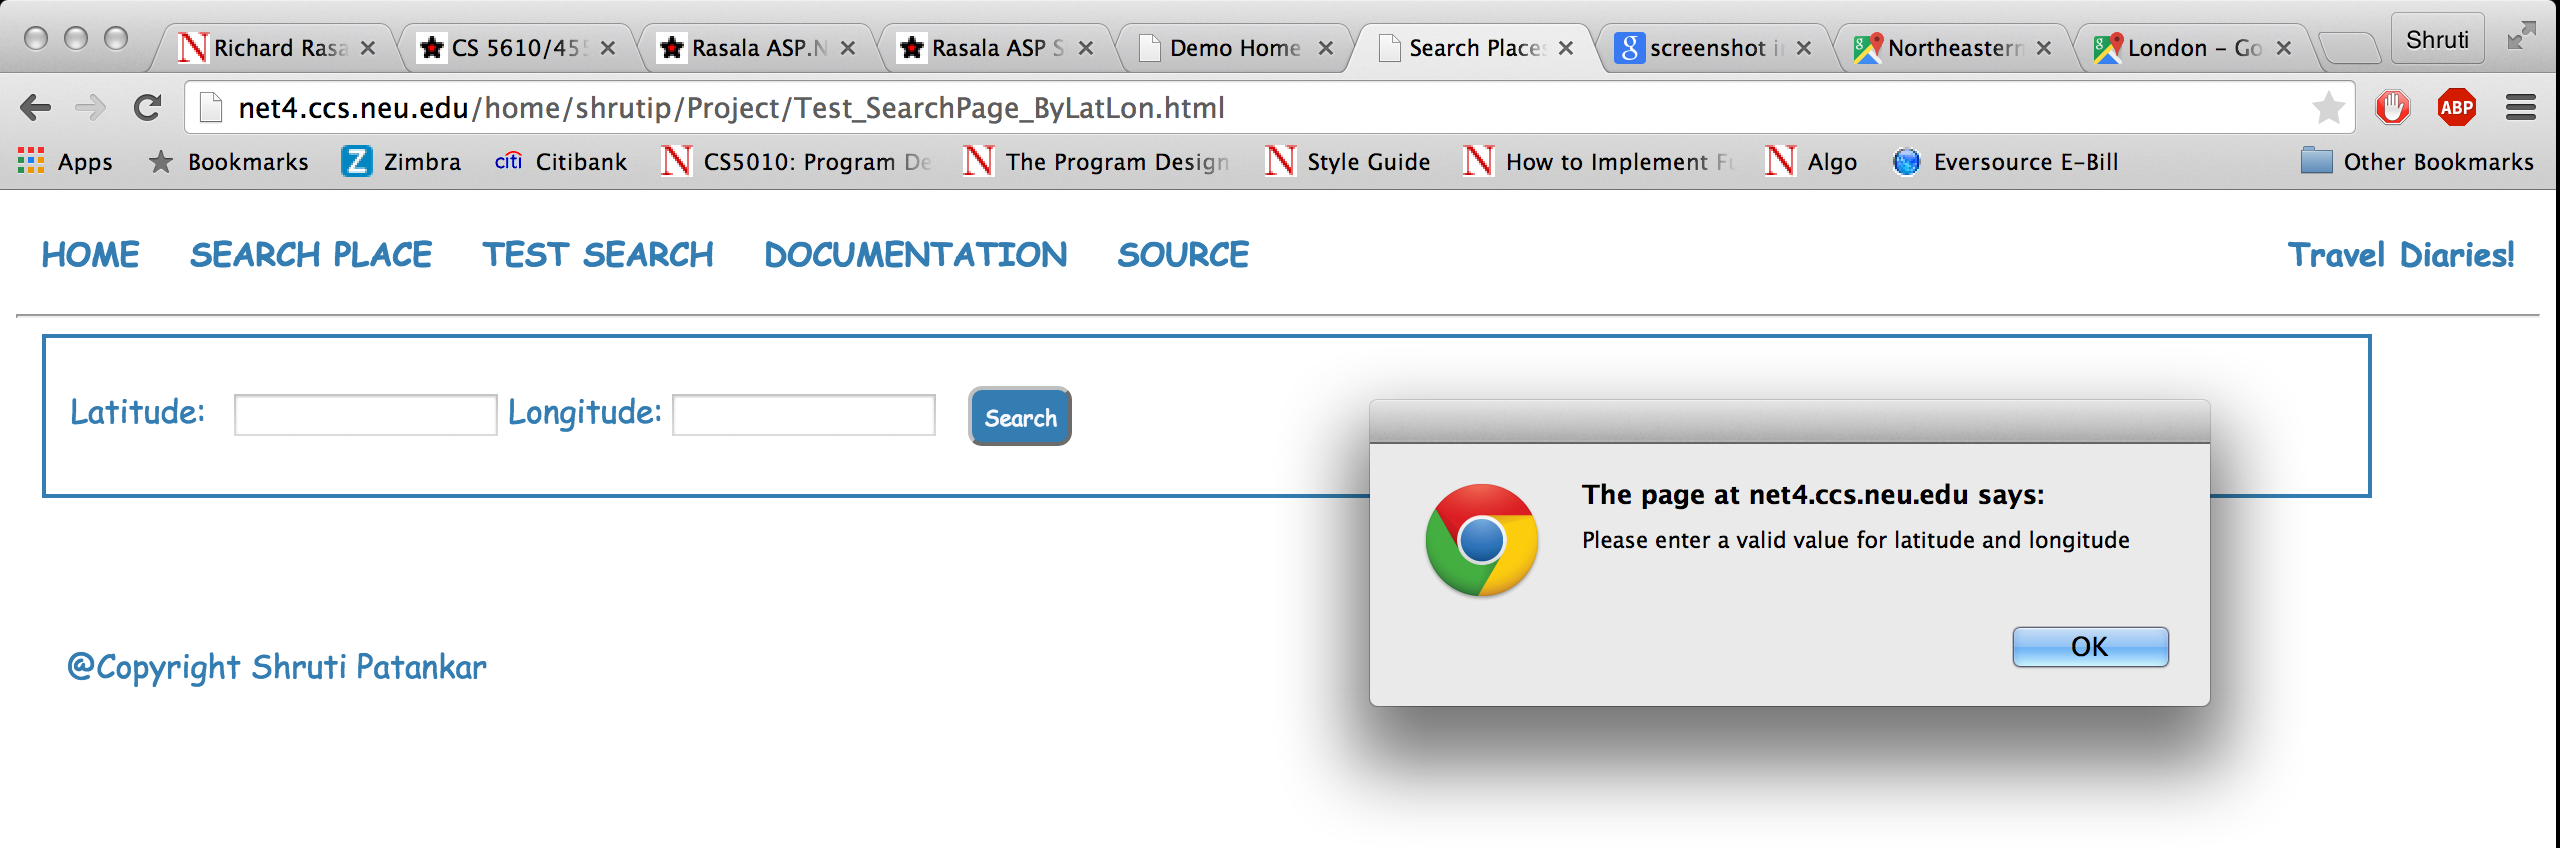 Richard Rasa CS 5610/455 Rasala ASP.N Rasala ASP S Demo Home Search Places screenshot i Northeastern London – Go Shruti
net4.ccs.neu.edu/home/shrutip/Project/Test_SearchPage_ByLatLon.html ABP
Apps Bookmarks Zimbra citi Citibank CS5010: Program De The Program Design Style Guide How to Implement Fu Algo Eversource E-Bill Other Bookmarks
HOME SEARCH PLACE TEST SEARCH DOCUMENTATION SOURCE Travel Diaries!
Latitude: Longitude: Search
The page at net4.ccs.neu.edu says:
Please enter a valid value for latitude and longitude
OK
@Copyright Shruti Patankar